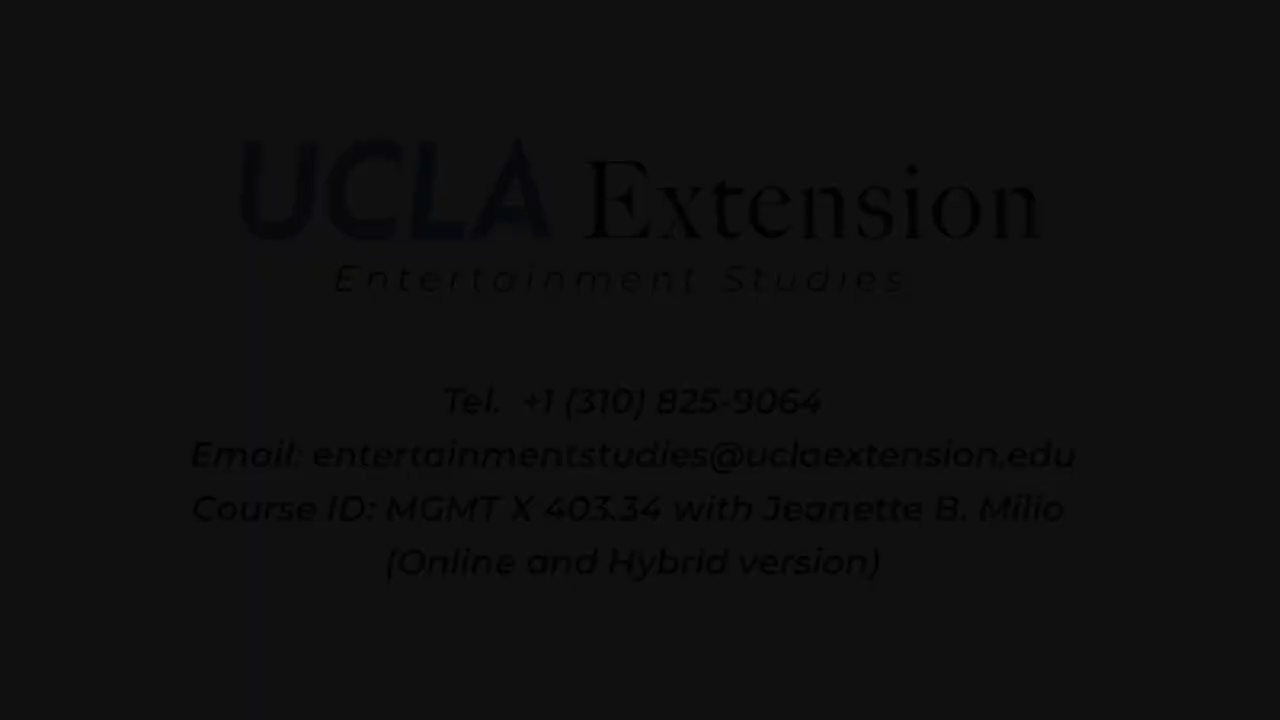 UCLA Extension
Entertainment Studies
Tel. +1 (310) 825-9064
Email: entertainmentstudies@uclaextension.edu
Course ID: MGMT X 403.34 with Jeanette B. Milio
(Online and Hybrid version)